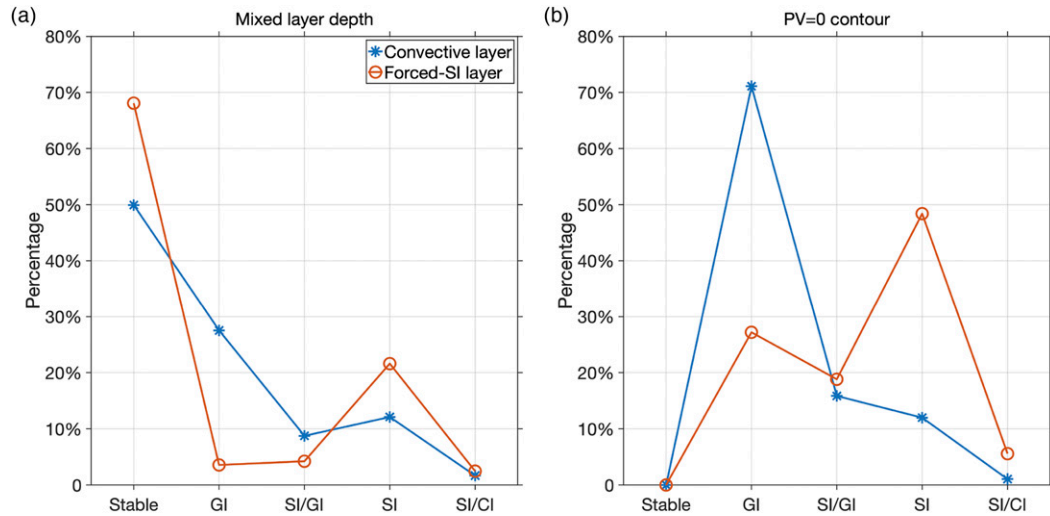 (a)
Mixed layer depth
80%
70%
60%
50%
40%
30%
20%
10%
0
Percentage
Convective layer
Forced-SI layer
Stable
GI
SI/GI
SI
SI/CI
(b)
PV=0 contour
80%
70%
60%
50%
40%
30%
20%
10%
0
Percentage
Stable
GI
SI/GI
SI
SI/CI